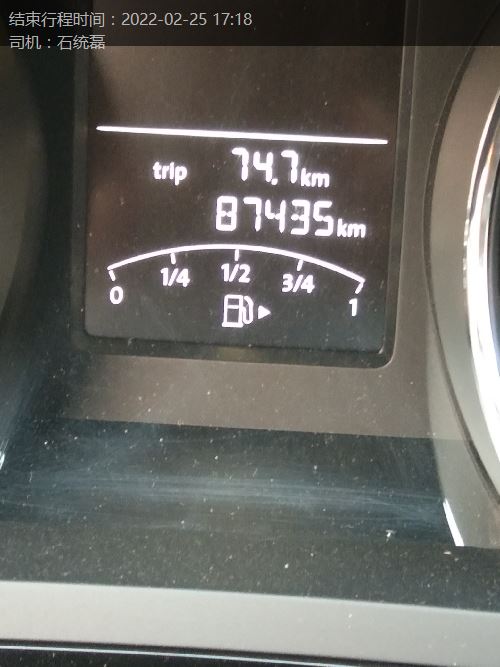 结束行程时间：2022-02-25 17:18
司机：石统磊
trip 74.7km
87435km
0 1/4 1/2 3/4 1